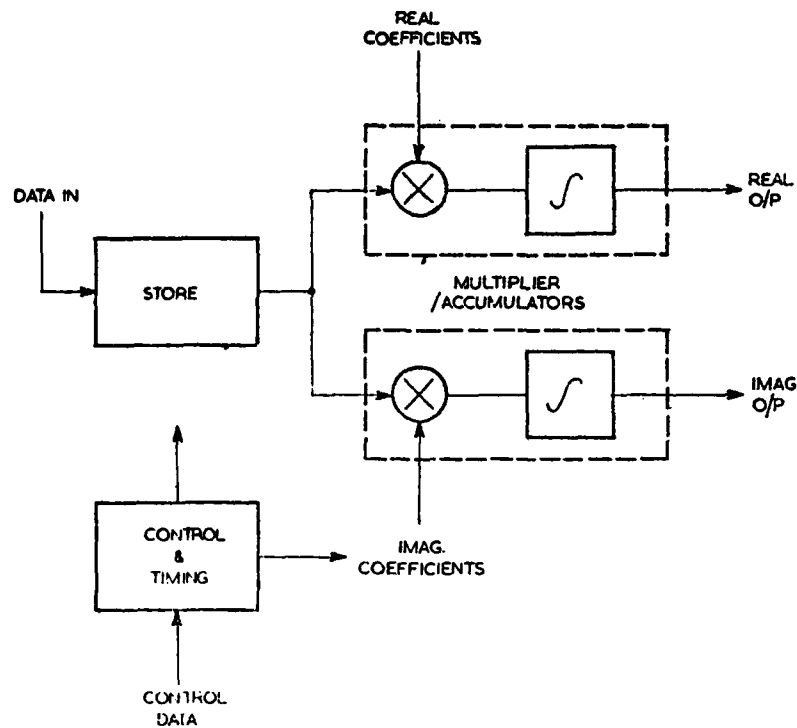 REAL
COEFFICIENTS
DATA IN
STORE
REAL
O/P
MULTIPLIER
/ACCUMULATORS
IMAG
O/P
CONTROL
&
TIMING
IMAG.
COEFFICIENTS
CONTROL
DATA